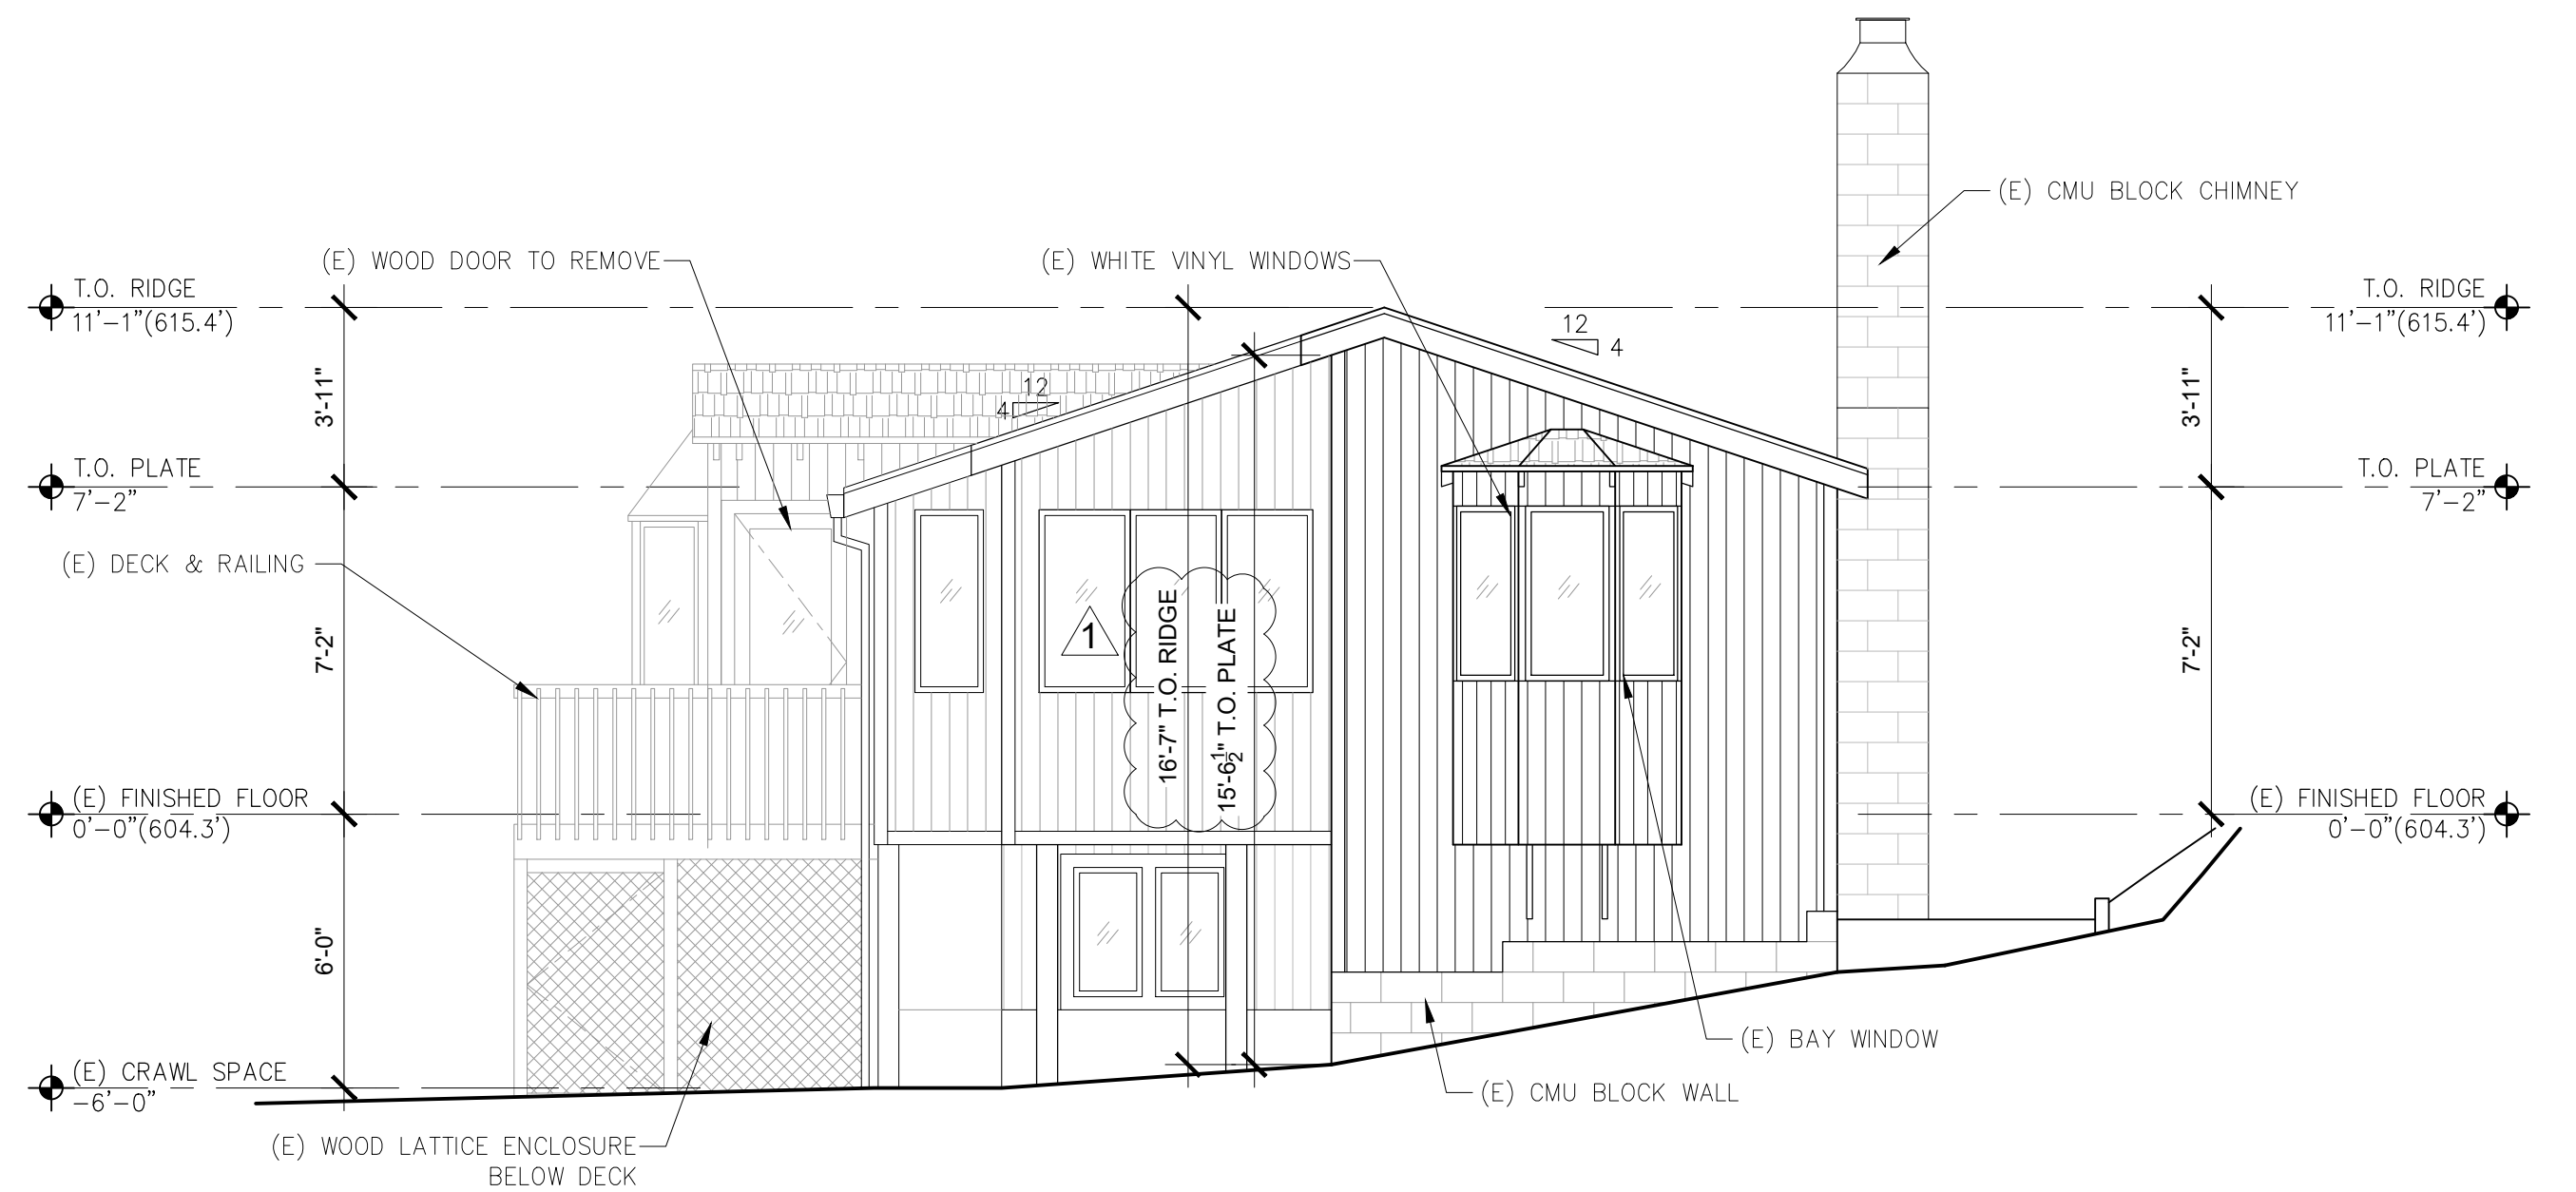 (E) CMU BLOCK CHIMNEY
(E) WOOD DOOR TO REMOVE
(E) WHITE VINYL WINDOWS
T.O. RIDGE
11'-1"(615.4')
T.O. RIDGE
11'-1"(615.4')
12
4
12
4
3'-11"
3'-11"
T.O. PLATE
7'-2"
T.O. PLATE
7'-2"
(E) DECK & RAILING
7'-2"
1
16'-7" T.O. RIDGE
15'-6 1/2" T.O. PLATE
7'-2"
(E) FINISHED FLOOR
0'-0"(604.3')
(E) FINISHED FLOOR
0'-0"(604.3')
6'-0"
(E) BAY WINDOW
(E) CRAWL SPACE
-6'-0"
(E) CMU BLOCK WALL
(E) WOOD LATTICE ENCLOSURE
BELOW DECK